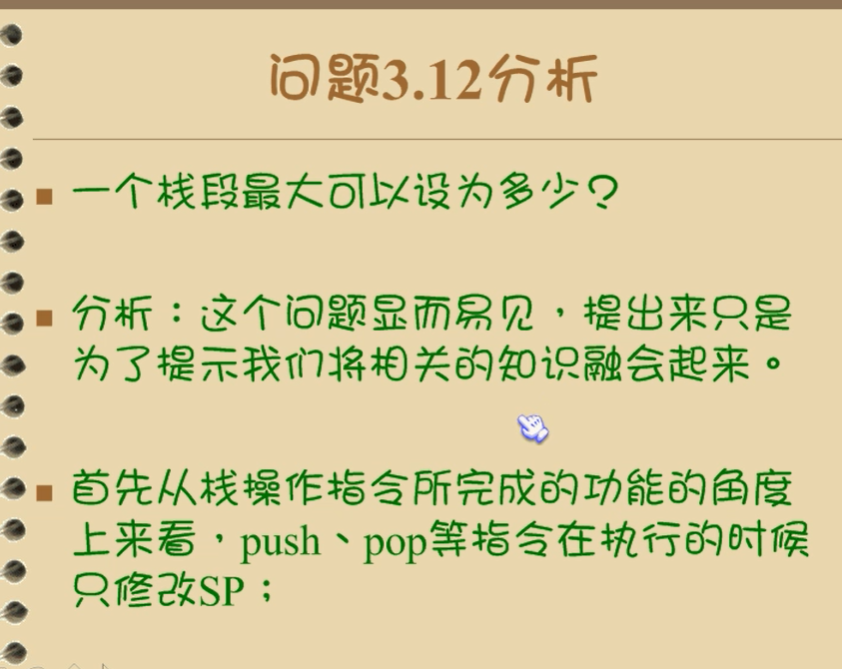 问题3.12分析
一个栈段最大可以设为多少？
分析：这个问题显而易见，提出来只是
为了提示我们将相关的知识融会起来。
首先从栈操作指令所完成的功能的角度
上来看，push、pop等指令在执行的时候
只修改SP；